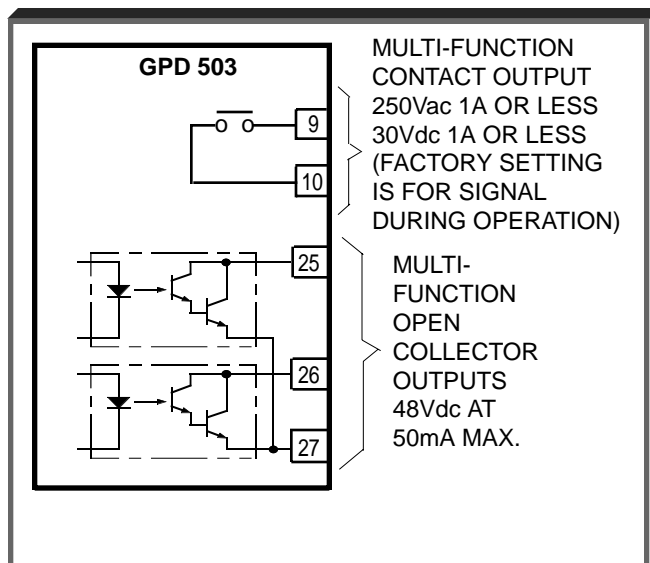 GPD 503
9
10
MULTI-FUNCTION
CONTACT OUTPUT
250Vac 1A OR LESS
30Vdc 1A OR LESS
(FACTORY SETTING
IS FOR SIGNAL
DURING OPERATION)
25
26
27
MULTI-
FUNCTION
OPEN
COLLECTOR
OUTPUTS
48Vdc AT
50mA MAX.